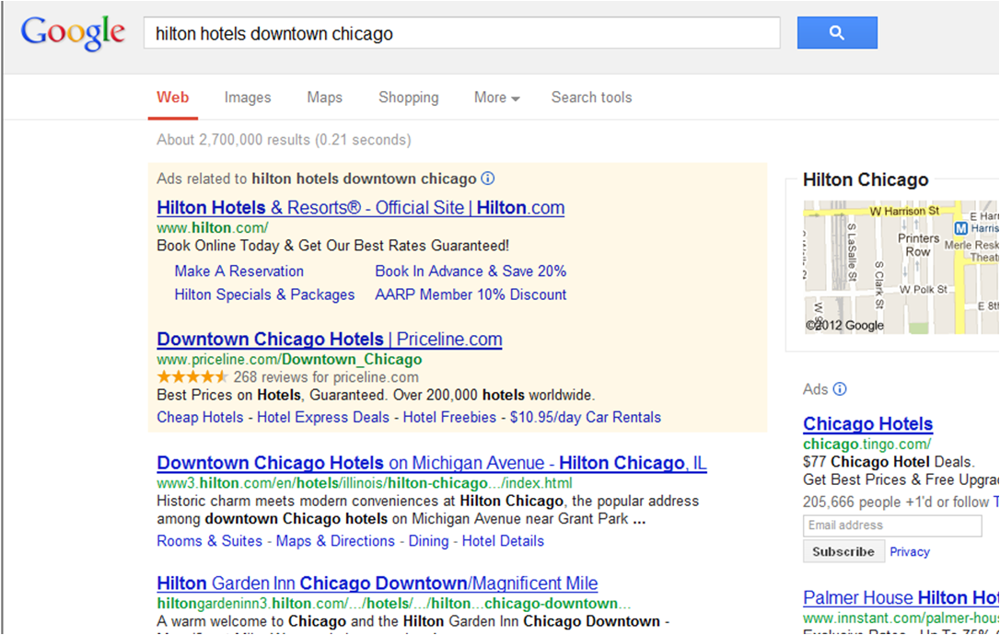 Google
hilton hotels downtown chicago
Web Images Maps Shopping More Search tools
About 2,700,000 results (0.21 seconds)
Ads related to hilton hotels downtown chicago
Hilton Hotels & Resorts® - Official Site | Hilton.com
www.hilton.com/
Book Online Today & Get Our Best Rates Guaranteed!
Make A Reservation Book In Advance & Save 20%
Hilton Specials & Packages AARP Member 10% Discount
Downtown Chicago Hotels | Priceline.com
www.priceline.com/Downtown_Chicago
268 reviews for priceline.com
Best Prices on Hotels, Guaranteed. Over 200,000 hotels worldwide.
Cheap Hotels - Hotel Express Deals - Hotel Freebies - $10.95/day Car Rentals
Downtown Chicago Hotels on Michigan Avenue - Hilton Chicago, IL
www3.hilton.com/en/hotels/illinois/hilton-chicago.../index.html
Historic charm meets modern conveniences at Hilton Chicago, the popular address
among downtown Chicago hotels on Michigan Avenue near Grant Park ...
Rooms & Suites - Maps & Directions - Dining - Hotel Details
Hilton Garden Inn Chicago Downtown/Magnificent Mile
hiltongardeninn3.hilton.com/.../hotels/.../hilton...chicago-downtown...
A warm welcome to Chicago and the Hilton Garden Inn Chicago Downtown -
Hilton Chicago
W Harrison St
E Harr
M Harris
Printers
Row
Merle Resk
Theat
S LaSalle St
S Clark St
W Polk St
E 8th
W 9
©2012 Google
Ads
Chicago Hotels
chicago.tingo.com/
$77 Chicago Hotel Deals.
Get Best Prices & Free Upgra
205,666 people +1'd or follow T
Email address
Subscribe Privacy
Palmer House Hilton Hot
www.innstant.com/palmer-hous